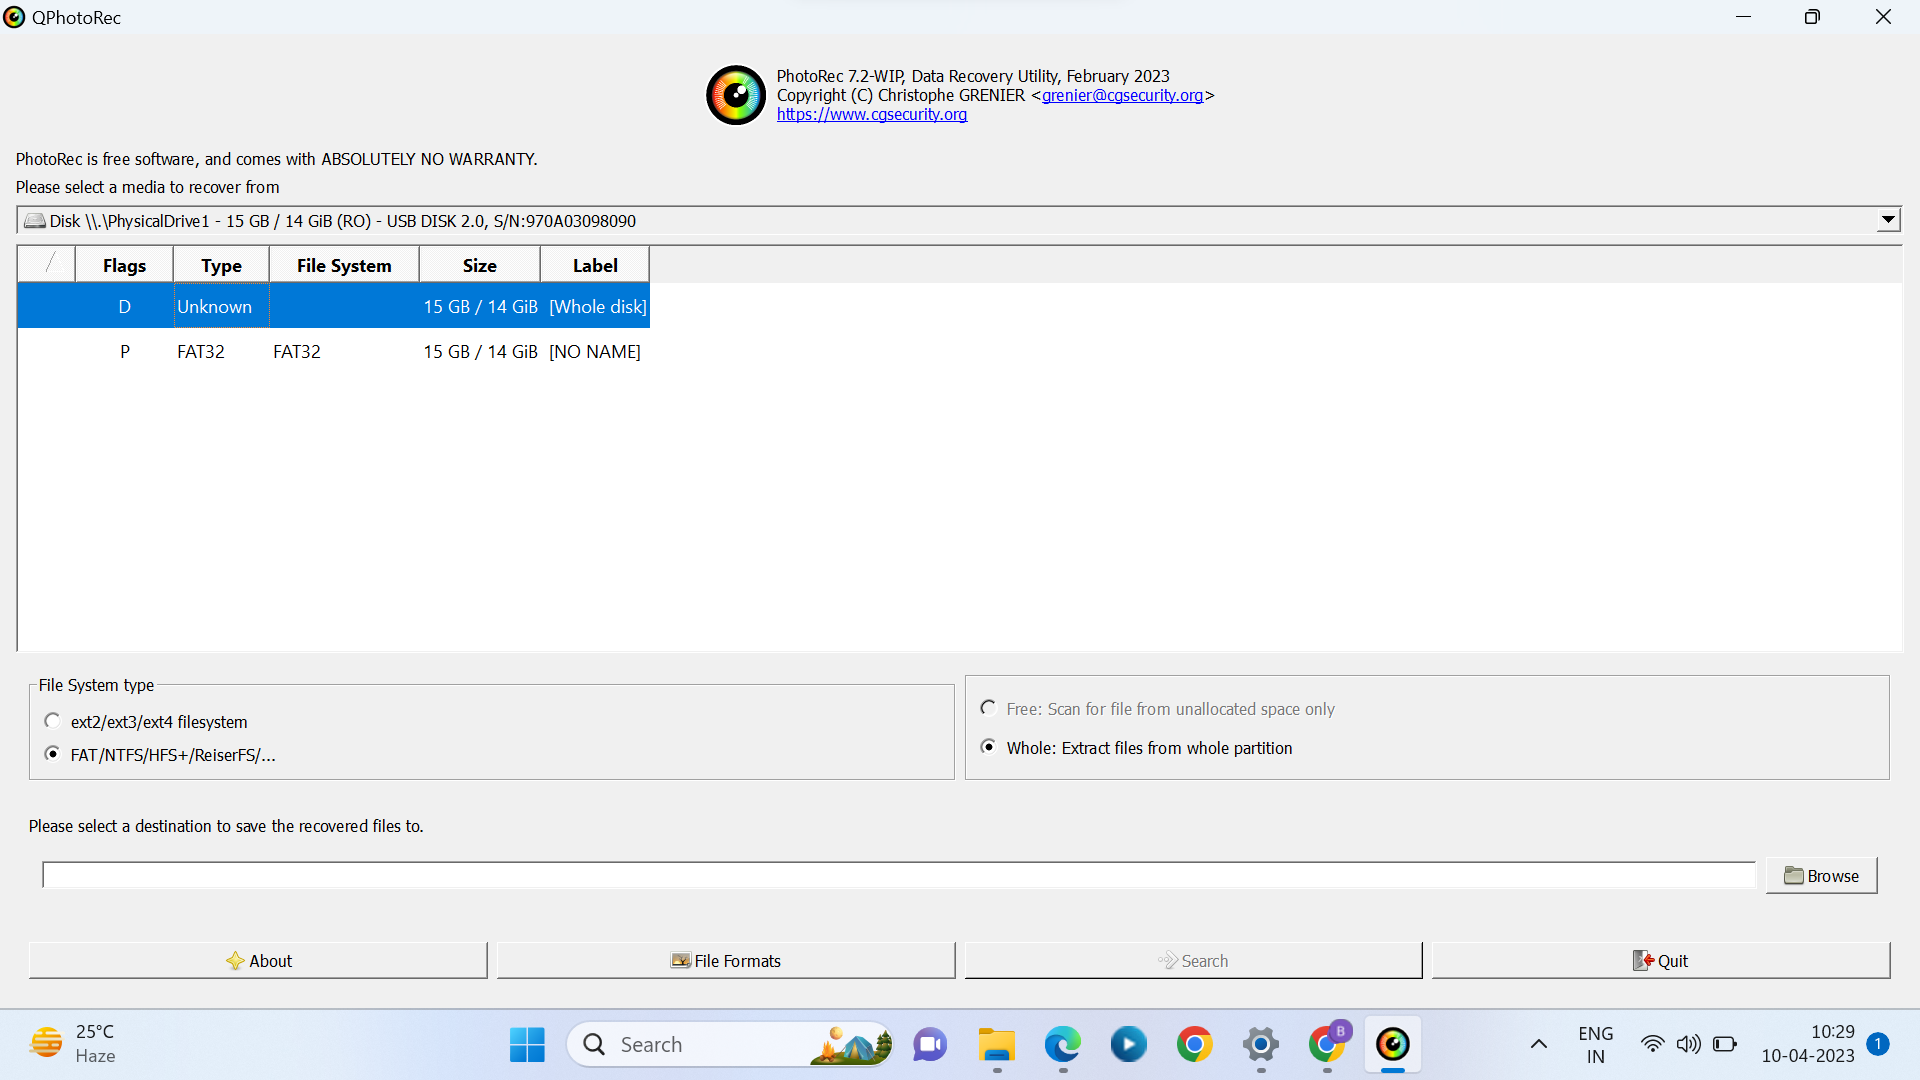 QPhotoRec
PhotoRec 7.2-WIP, Data Recovery Utility, February 2023
Copyright (C) Christophe GRENIER <grenier@cgsecurity.org>
https://www.cgsecurity.org
PhotoRec is free software, and comes with ABSOLUTELY NO WARRANTY.
Please select a media to recover from
Disk \\.\PhysicalDrive1 - 15 GB / 14 GiB (RO) - USB DISK 2.0, S/N:970A03098090
Flags Type File System Size Label
D Unknown 15 GB / 14 GiB [Whole disk]
P FAT32 FAT32 15 GB / 14 GiB [NO NAME]
File System type
ext2/ext3/ext4 filesystem
FAT/NTFS/HFS+/ReiserFS/...
Free: Scan for file from unallocated space only
Whole: Extract files from whole partition
Please select a destination to save the recovered files to.
Browse
About File Formats Search Quit
25°C
Haze
Search
B
ENG
IN
10:29
10-04-2023
1